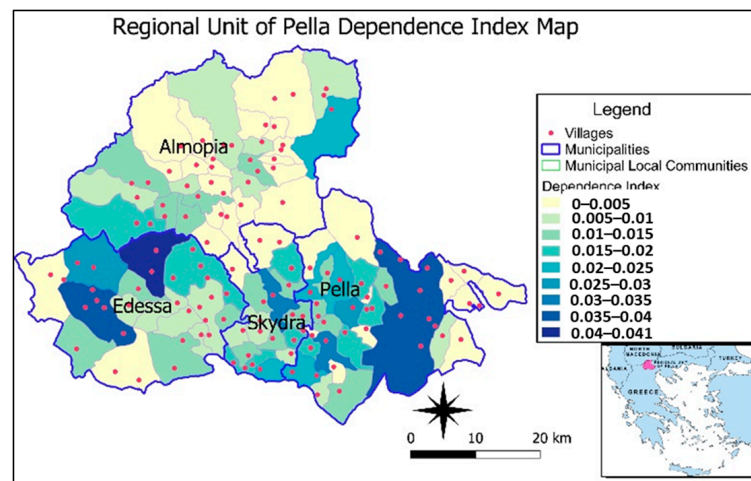 Regional Unit of Pella Dependence Index Map
Almopia
Edessa
Skydra
Pella
Legend
Villages
Municipalities
Municipal Local Communities
Dependence Index
0–0.005
0.005–0.01
0.01–0.015
0.015–0.02
0.02–0.025
0.025–0.03
0.03–0.035
0.035–0.04
0.04–0.041
0 10 20 km
NORTH
MACEDONIA
BULGARIA
TURKEY
ALBANIA
GREECE